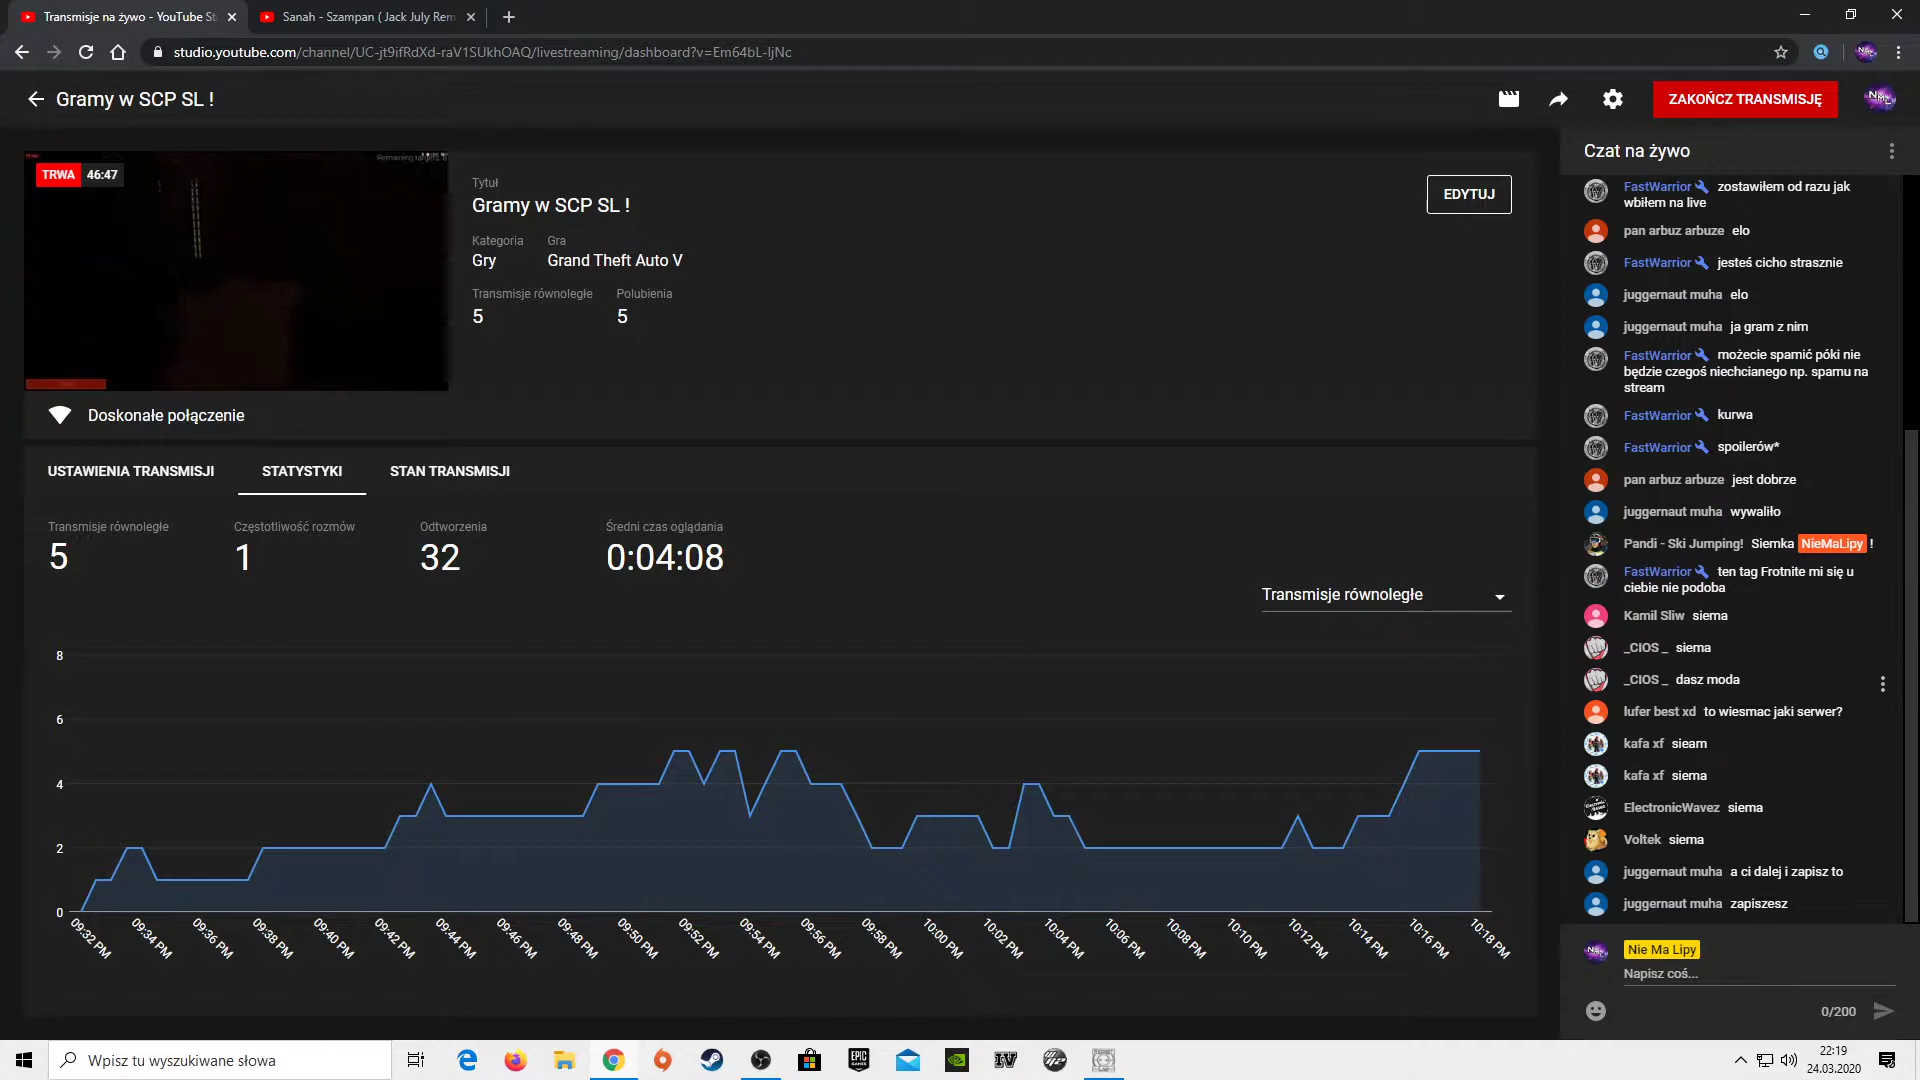 Transmisje na żywo - YouTube St
Sanah - Szampan ( Jack July Rem
studio.youtube.com/channel/UC-jt9ifRdXd-raV1SUkhOAQ/livestreaming/dashboard?v=Em64bL-ljNc
Gramy w SCP SL !
ZAKOŃCZ TRANSMISJĘ
TRWA 46:47
Remaining targets: 6
Tytuł
Gramy w SCP SL !
EDYTUJ
Kategoria Gra
Gry Grand Theft Auto V
Transmisje równoległe Polubienia
5 5
Doskonałe połączenie
USTAWIENIA TRANSMISJI STATYSTYKI STAN TRANSMISJI
Transmisje równoległe Częstotliwość rozmów Odtworzenia Średni czas oglądania
5 1 32 0:04:08
Transmisje równoległe
8
6
4
2
0
09:32 PM 09:34 PM 09:36 PM 09:38 PM 09:40 PM 09:42 PM 09:44 PM 09:46 PM 09:48 PM 09:50 PM 09:52 PM 09:54 PM 09:56 PM 09:58 PM 10:00 PM 10:02 PM 10:04 PM 10:06 PM 10:08 PM 10:10 PM 10:12 PM 10:14 PM 10:16 PM 10:18 PM
Czat na żywo
FastWarrior zostawiłem od razu jak
wbiłem na live
pan arbuz arbuze elo
FastWarrior jesteś cicho strasznie
juggernaut muha elo
juggernaut muha ja gram z nim
FastWarrior możecie spamić póki nie
będzie czegoś niechcianego np. spamu na
stream
FastWarrior kurwa
FastWarrior spoilerów*
pan arbuz arbuze jest dobrze
juggernaut muha wywaliło
Pandi - Ski Jumping! Siemka NieMaLipy !
FastWarrior ten tag Frotnite mi się u
ciebie nie podoba
Kamil Sliw siema
_CIOS_ siema
_CIOS_ dasz moda
lufer best xd to wiesmac jaki serwer?
kafa xf sieam
kafa xf siema
ElectronicWavez siema
Voltek siema
juggernaut muha a ci dalej i zapisz to
juggernaut muha zapiszesz
Nie Ma Lipy
Napisz coś...
0/200
Wpisz tu wyszukiwane słowa
EPIC GAMES
IV
22:19
24.03.2020